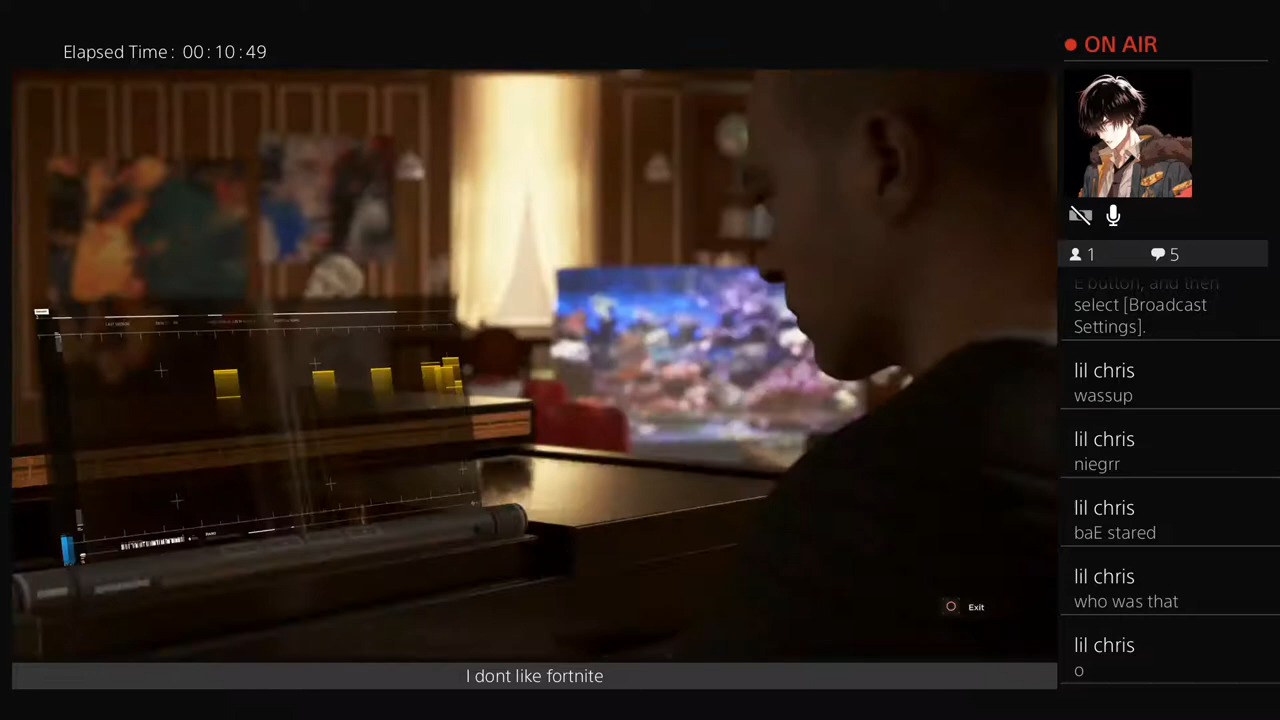 Elapsed Time: 00:10:49
ON AIR
1
5
E button, and then
select [Broadcast
Settings].
lil chris
wassup
lil chris
niegrr
lil chris
baE stared
lil chris
who was that
lil chris
o
Exit
I dont like fortnite